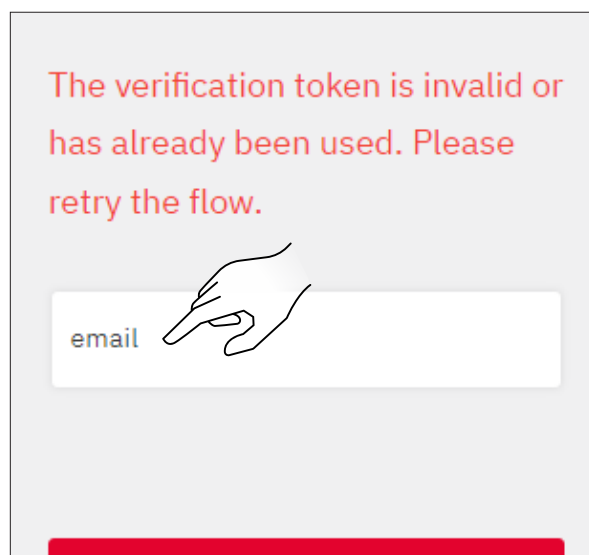 The verification token is invalid or
has already been used. Please
retry the flow.
email